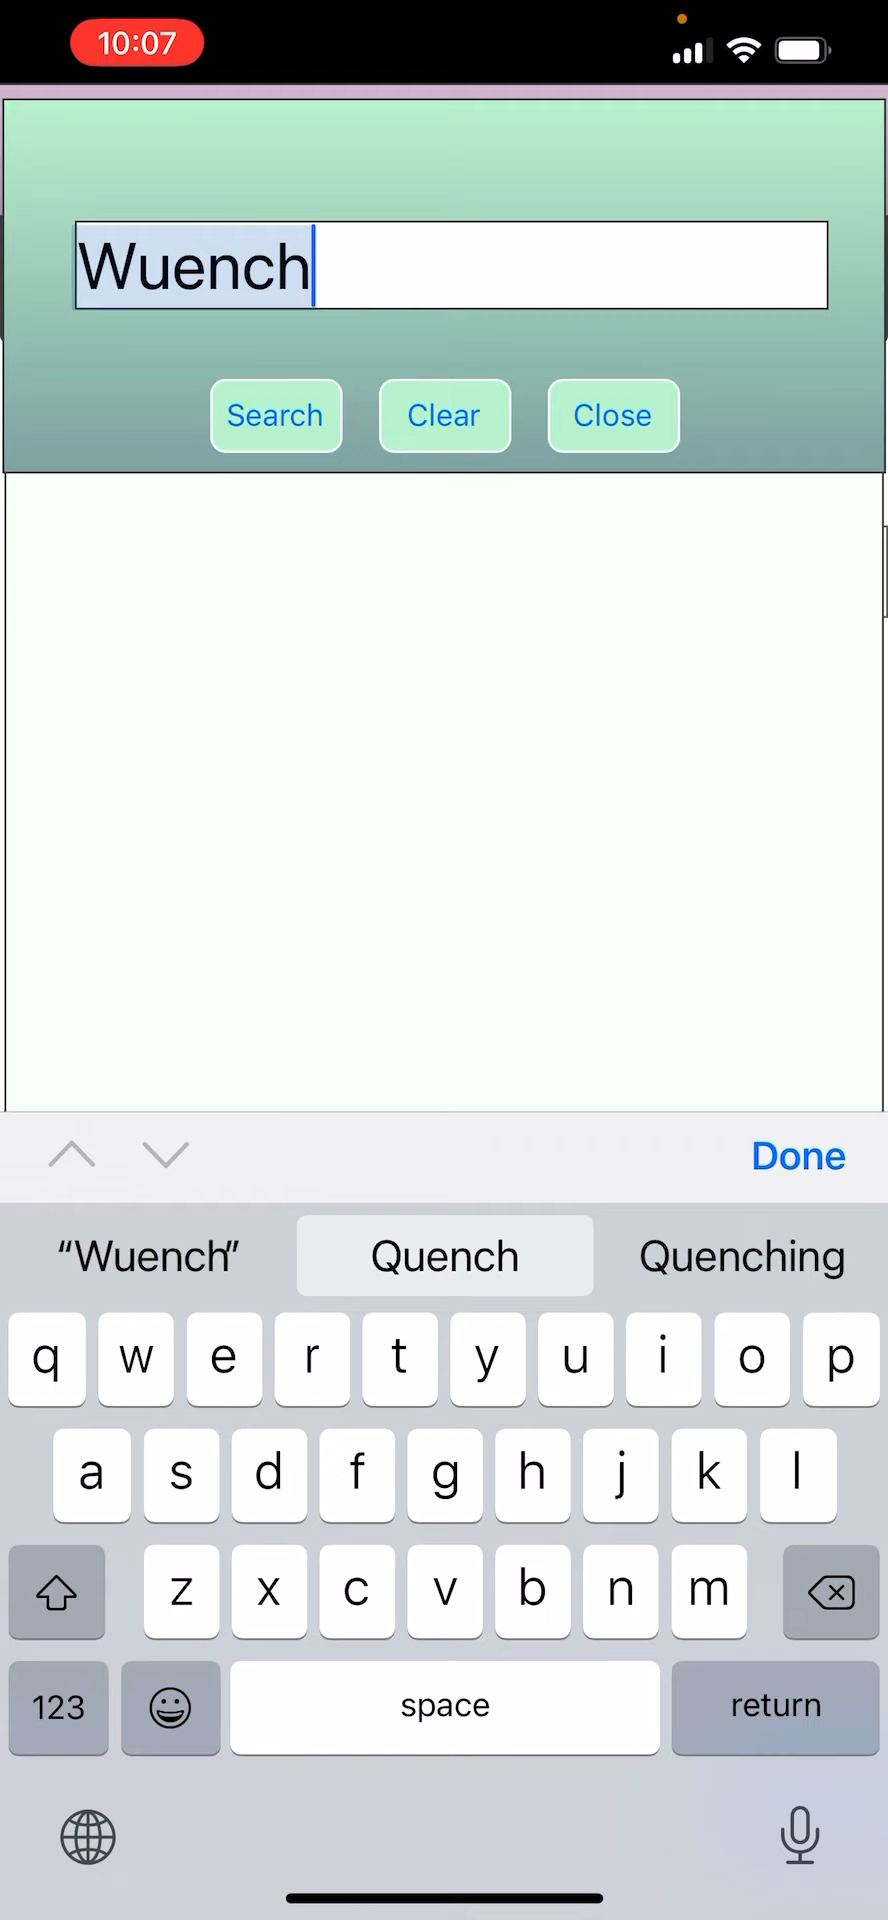 10:07
Wuench
Search Clear Close
Done
“Wuench” Quench Quenching
q w e r t y u i o p
a s d f g h j k l
z x c v b n m
123 space return